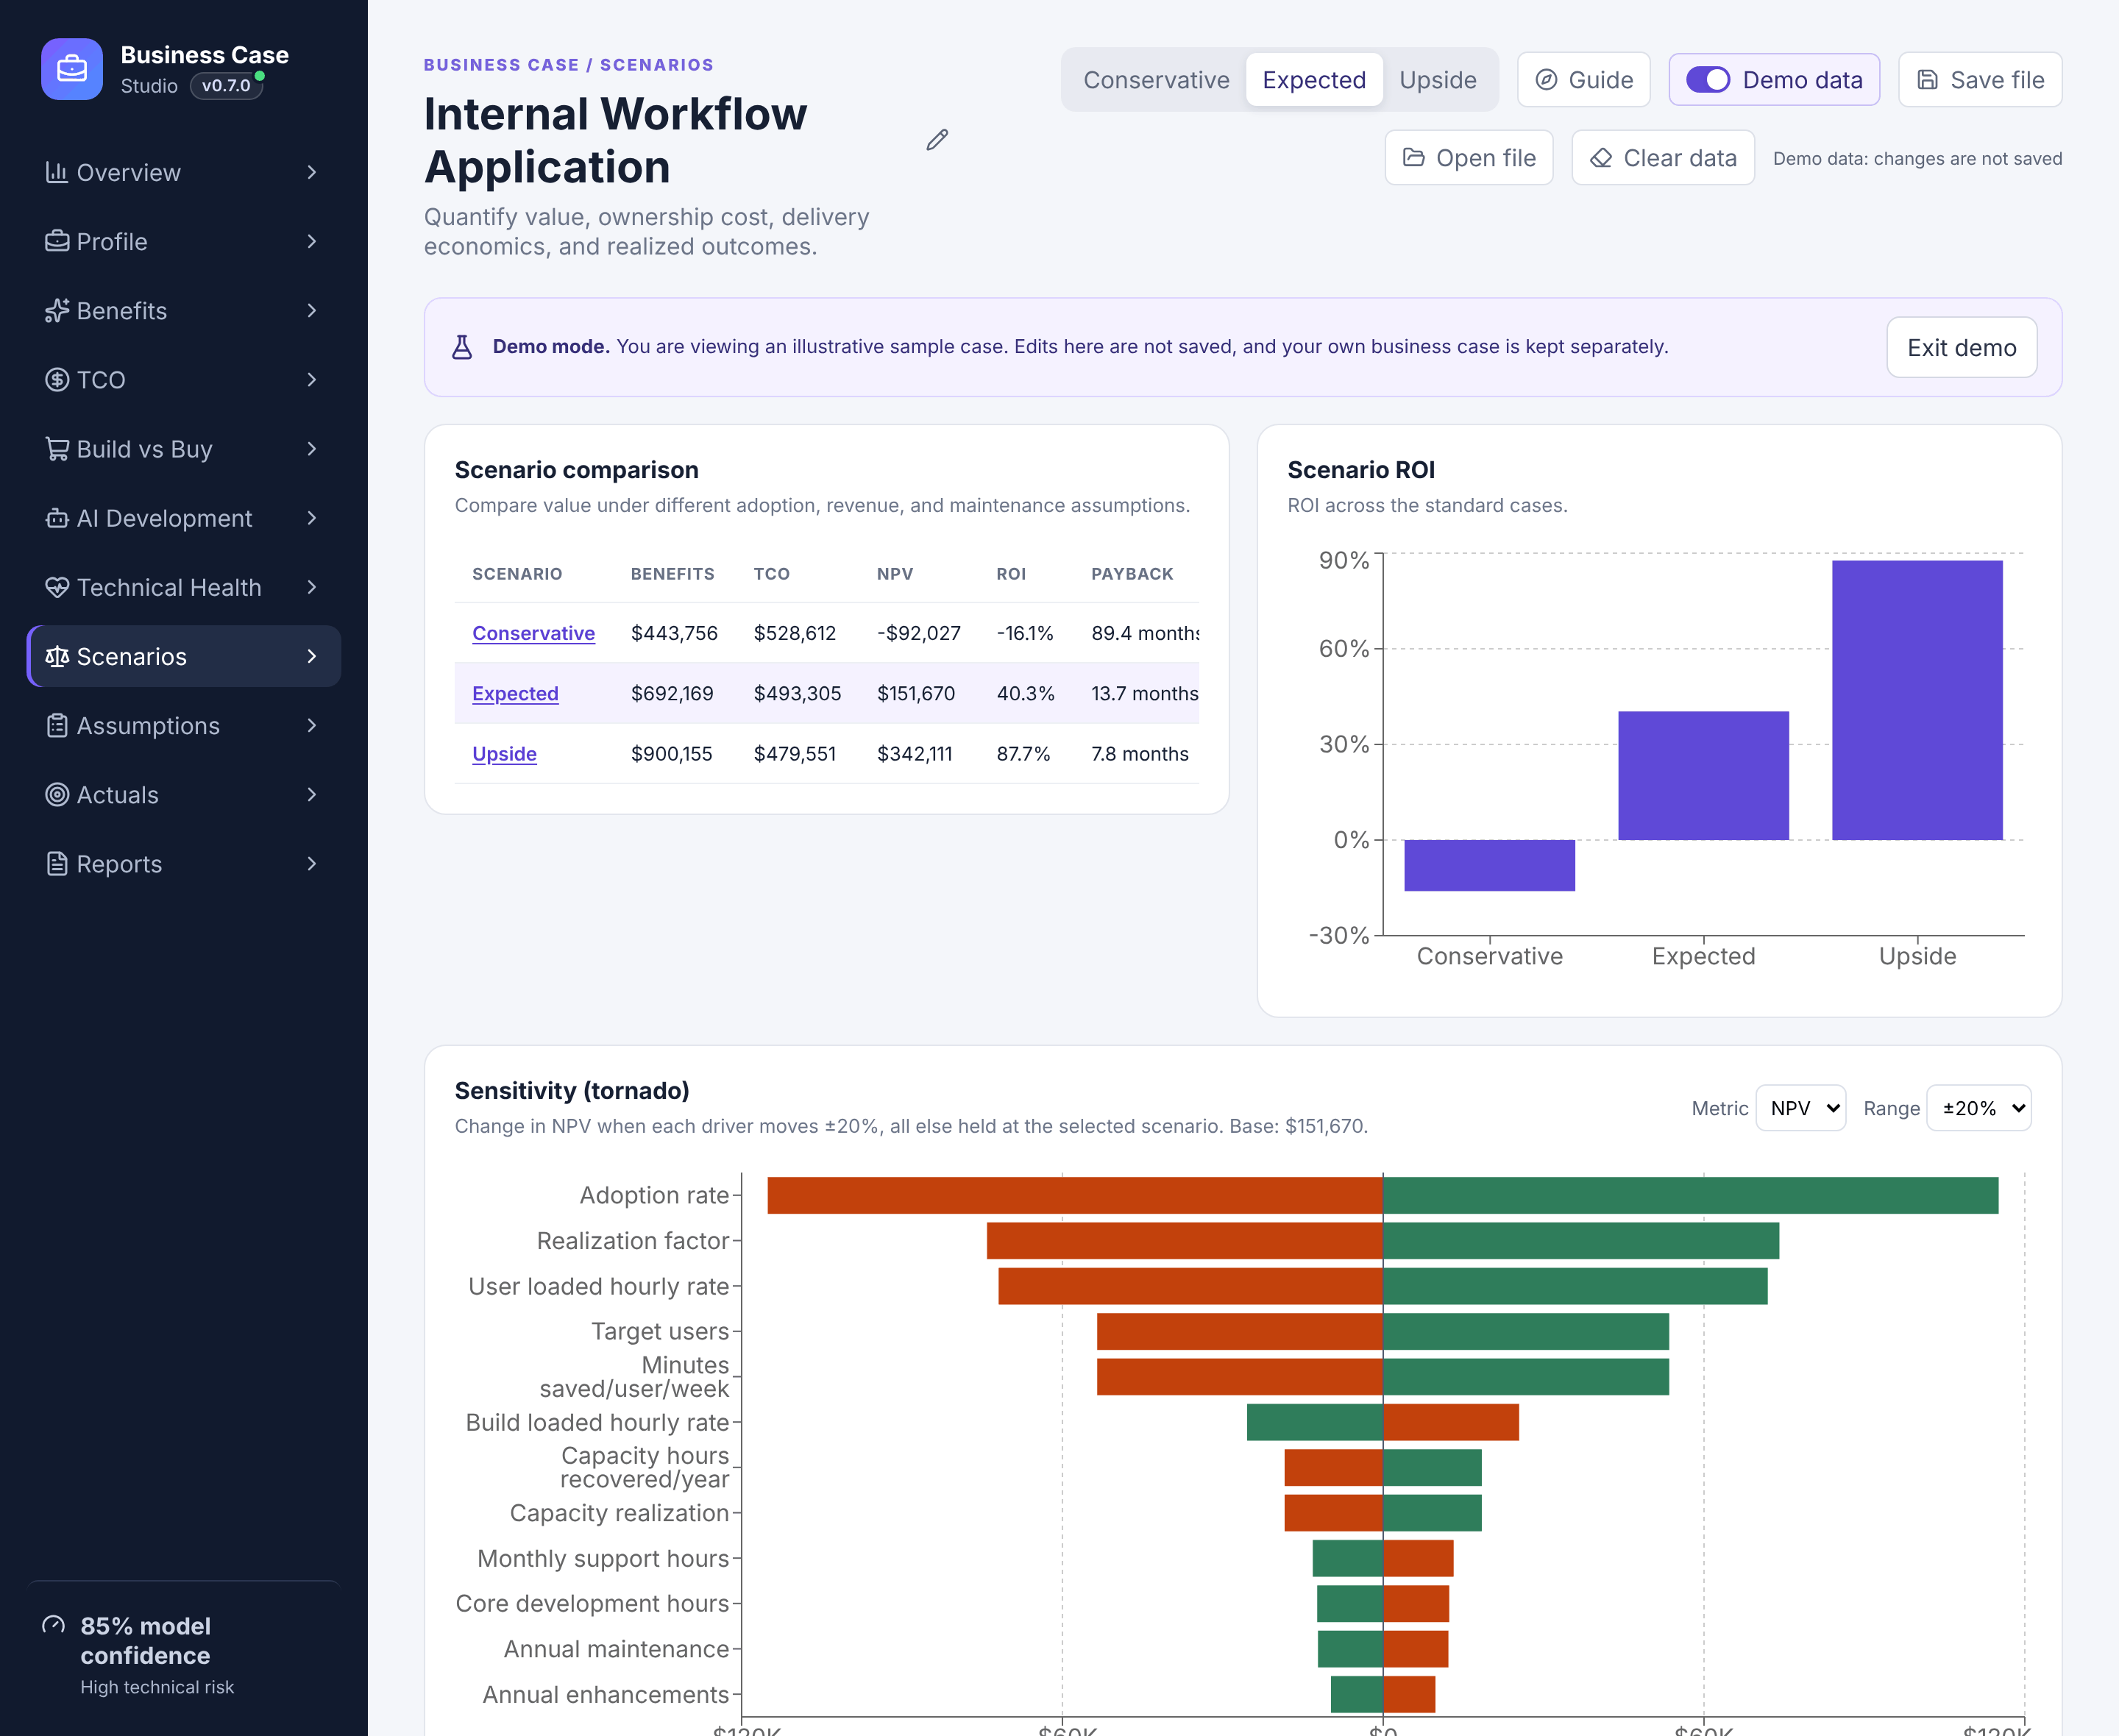 Business Case
Studio v0.7.0
Overview
Profile
Benefits
TCO
Build vs Buy
AI Development
Technical Health
Scenarios
Assumptions
Actuals
Reports
85% model
confidence
High technical risk
BUSINESS CASE / SCENARIOS
Internal Workflow
Application
Quantify value, ownership cost, delivery
economics, and realized outcomes.
Conservative Expected Upside Guide Demo data Save file
Open file Clear data Demo data: changes are not saved
Demo mode. You are viewing an illustrative sample case. Edits here are not saved, and your own business case is kept separately. Exit demo
Scenario comparison
Compare value under different adoption, revenue, and maintenance assumptions.
SCENARIO BENEFITS TCO NPV ROI PAYBACK
Conservative $443,756 $528,612 -$92,027 -16.1% 89.4 months
Expected $692,169 $493,305 $151,670 40.3% 13.7 months
Upside $900,155 $479,551 $342,111 87.7% 7.8 months
Scenario ROI
ROI across the standard cases.
90%
60%
30%
0%
-30%
Conservative Expected Upside
Sensitivity (tornado)
Change in NPV when each driver moves ±20%, all else held at the selected scenario. Base: $151,670.
Metric NPV Range ±20%
Adoption rate
Realization factor
User loaded hourly rate
Target users
Minutes
saved/user/week
Build loaded hourly rate
Capacity hours
recovered/year
Capacity realization
Monthly support hours
Core development hours
Annual maintenance
Annual enhancements